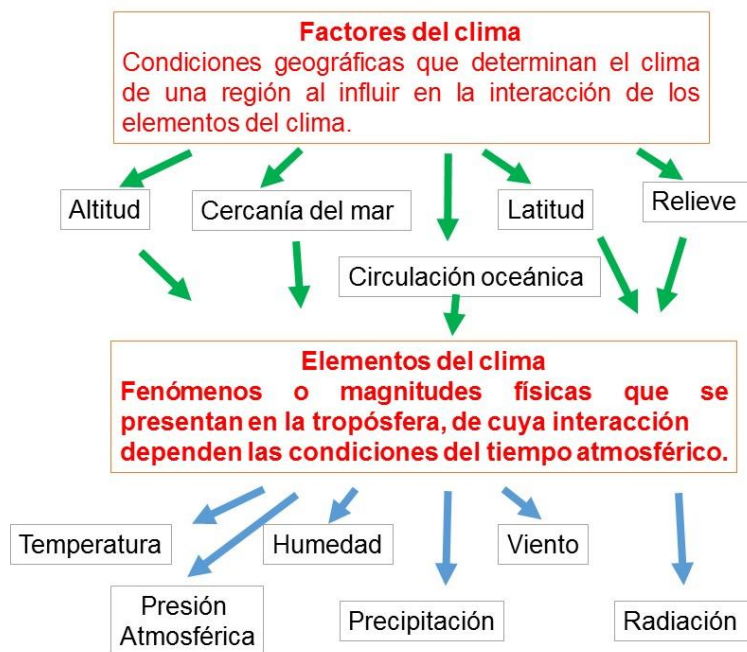 Factores del clima
Condiciones geográficas que determinan el clima
de una región al influir en la interacción de los
elementos del clima.
Altitud
Cercanía del mar
Latitud
Relieve
Circulación oceánica
Elementos del clima
Fenómenos o magnitudes físicas que se
presentan en la tropósfera, de cuya interacción
dependen las condiciones del tiempo atmosférico.
Temperatura
Humedad
Viento
Presión
Atmosférica
Precipitación
Radiación